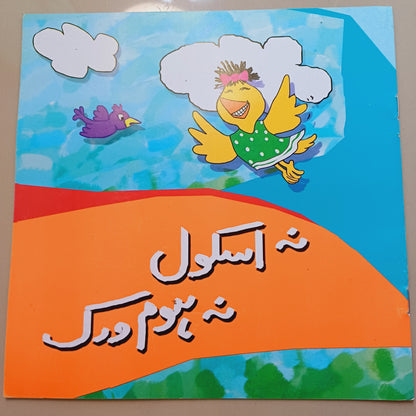 نہ اسکول
نہ ہوم ورک